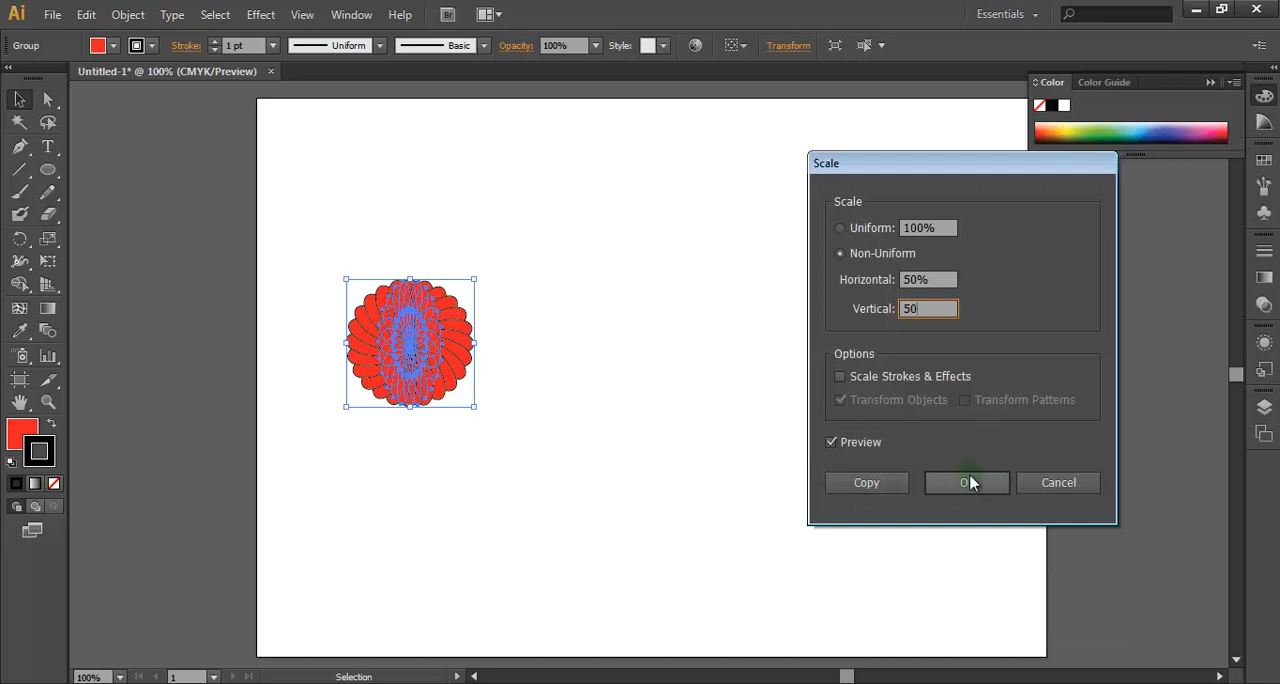 Ai File Edit Object Type Select Effect View Window Help Br Essentials
Group Stroke: 1 pt Uniform Basic Opacity: 100% Style: Transform
Untitled-1* @ 100% (CMYK/Preview) ×
Color Color Guide
T
Scale
Scale
Uniform: 100%
Non-Uniform
Horizontal: 50%
Vertical: 50
Options
Scale Strokes & Effects
Transform Objects Transform Patterns
Preview
Copy Cancel
100% 1 Selection